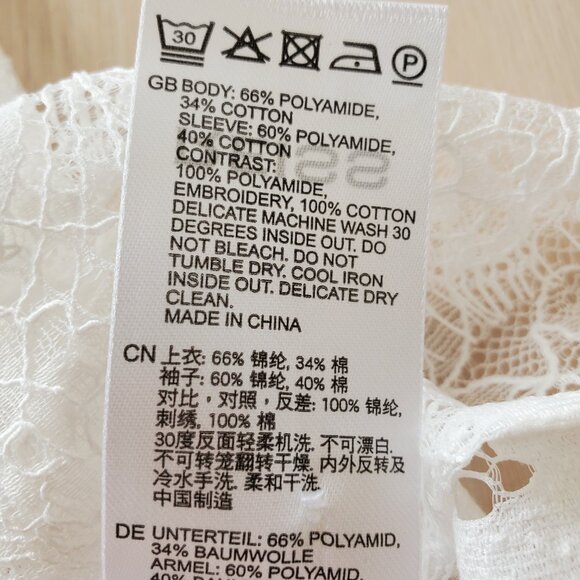 30
P
GB BODY: 66% POLYAMIDE,
34% COTTON
SLEEVE: 60% POLYAMIDE,
40% COTTON
CONTRAST:
100% POLYAMIDE,
EMBROIDERY, 100% COTTON
DELICATE MACHINE WASH 30
DEGREES INSIDE OUT. DO
NOT BLEACH. DO NOT
TUMBLE DRY. COOL IRON
INSIDE OUT. DELICATE DRY
CLEAN.
MADE IN CHINA
CN 上衣: 66% 锦纶, 34% 棉
袖子: 60% 锦纶, 40% 棉
对比，对照，反差: 100% 锦纶,
刺绣, 100% 棉
30度反面轻柔机洗. 不可漂白.
不可转笼翻转干燥. 内外反转及
冷水手洗. 柔和干洗.
中国制造
DE UNTERTEIL: 66% POLYAMID,
34% BAUMWOLLE
ARMEL: 60% POLYAMID,